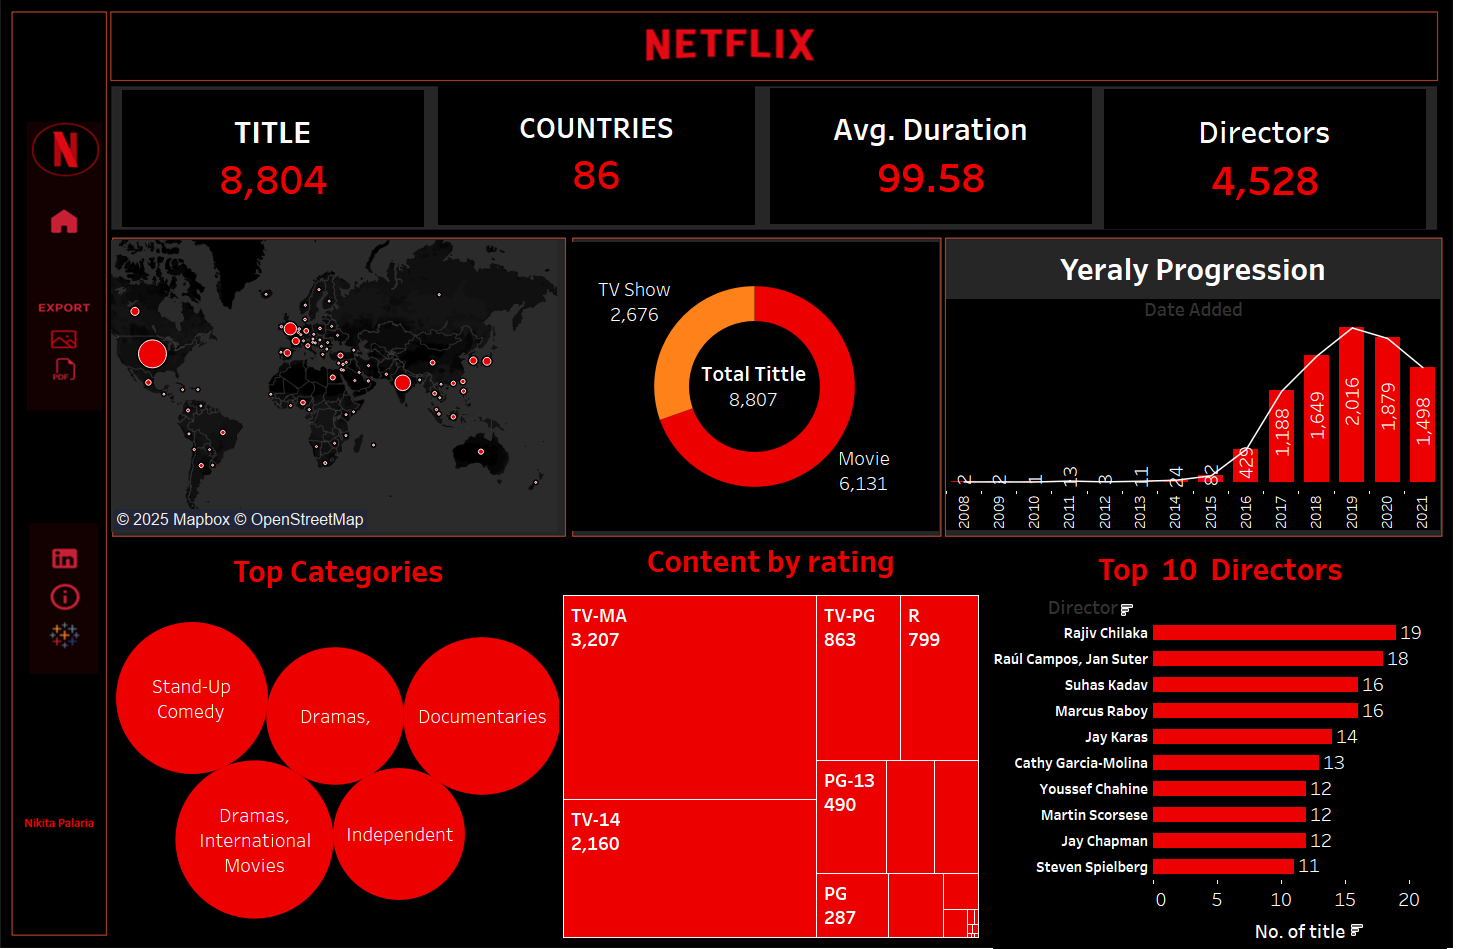 NETFLIX
N
TITLE
8,804
COUNTRIES
86
Avg. Duration
99.58
Directors
4,528
EXPORT
PDF
in
i
Nikita Palaria
© 2025 Mapbox © OpenStreetMap
TV Show
2,676
Total Tittle
8,807
Movie
6,131
Yeraly Progression
Date Added
2
2
1
13
3
11
24
82
429
1,188
1,649
2,016
1,879
1,498
2008
2009
2010
2011
2012
2013
2014
2015
2016
2017
2018
2019
2020
2021
Top Categories
Stand-Up
Comedy
Dramas,
Documentaries
Dramas,
International
Movies
Independent
Content by rating
TV-MA
3,207
TV-PG
863
R
799
PG-13
490
TV-14
2,160
PG
287
Top 10 Directors
Director
Rajiv Chilaka 19
Raúl Campos, Jan Suter 18
Suhas Kadav 16
Marcus Raboy 16
Jay Karas 14
Cathy Garcia-Molina 13
Youssef Chahine 12
Martin Scorsese 12
Jay Chapman 12
Steven Spielberg 11
0 5 10 15 20
No. of title